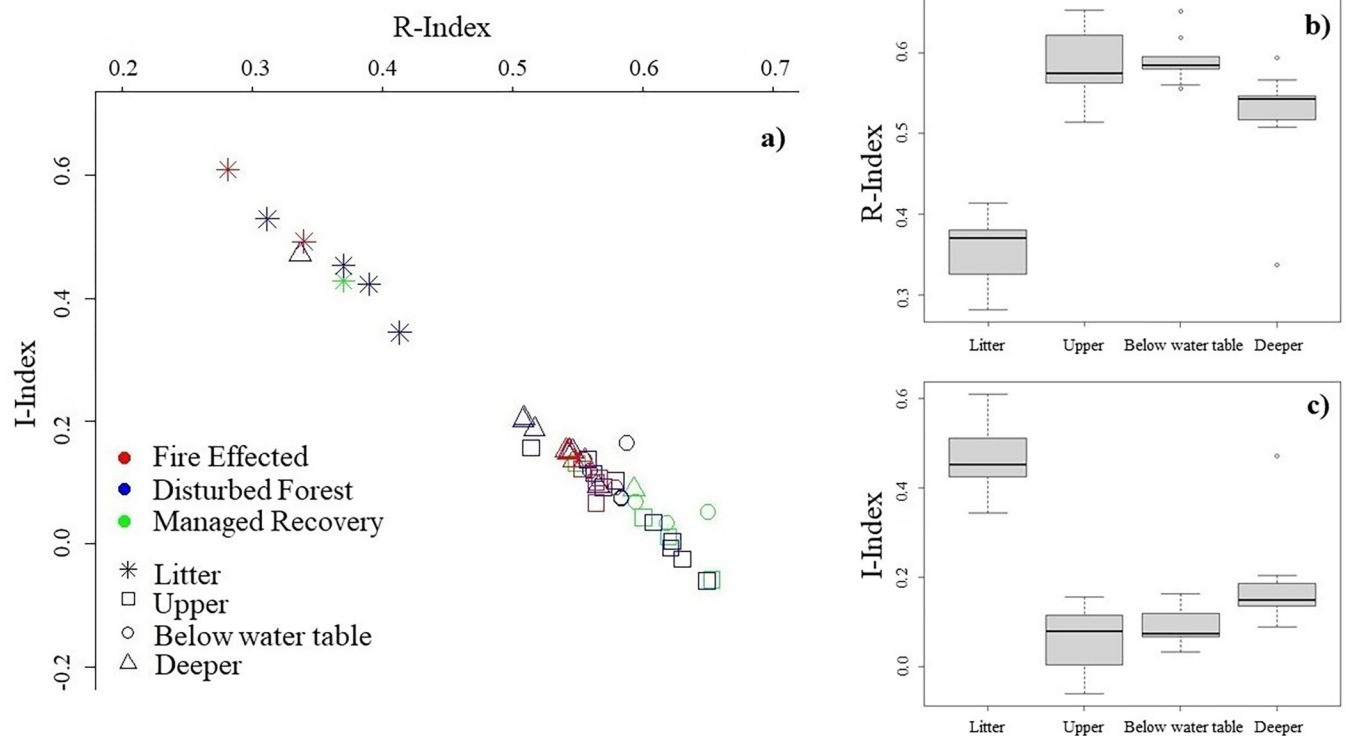 R-Index
0.2 0.3 0.4 0.5 0.6 0.7
a)
I-Index
0.6
0.4
0.2
0.0
-0.2
Fire Effected
Disturbed Forest
Managed Recovery
Litter
Upper
Below water table
Deeper
b)
R-Index
0.6
0.5
0.4
0.3
Litter Upper Below water table Deeper
c)
I-Index
0.6
0.4
0.2
0.0
Litter Upper Below water table Deeper